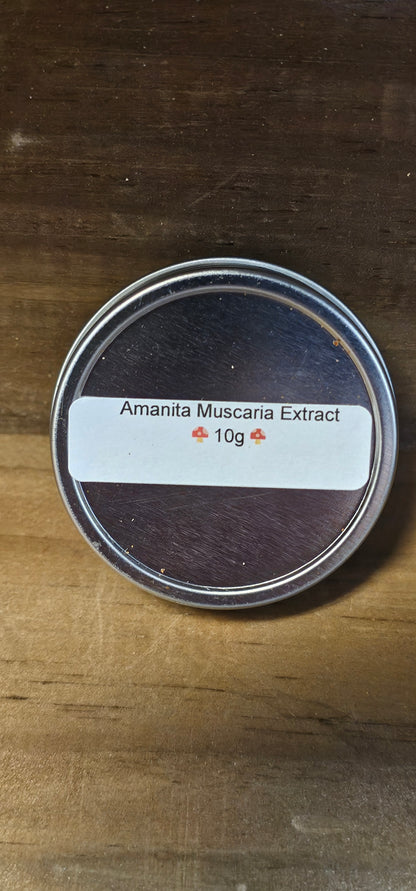 Amanita Muscaria Extract
🍄 10g 🍄